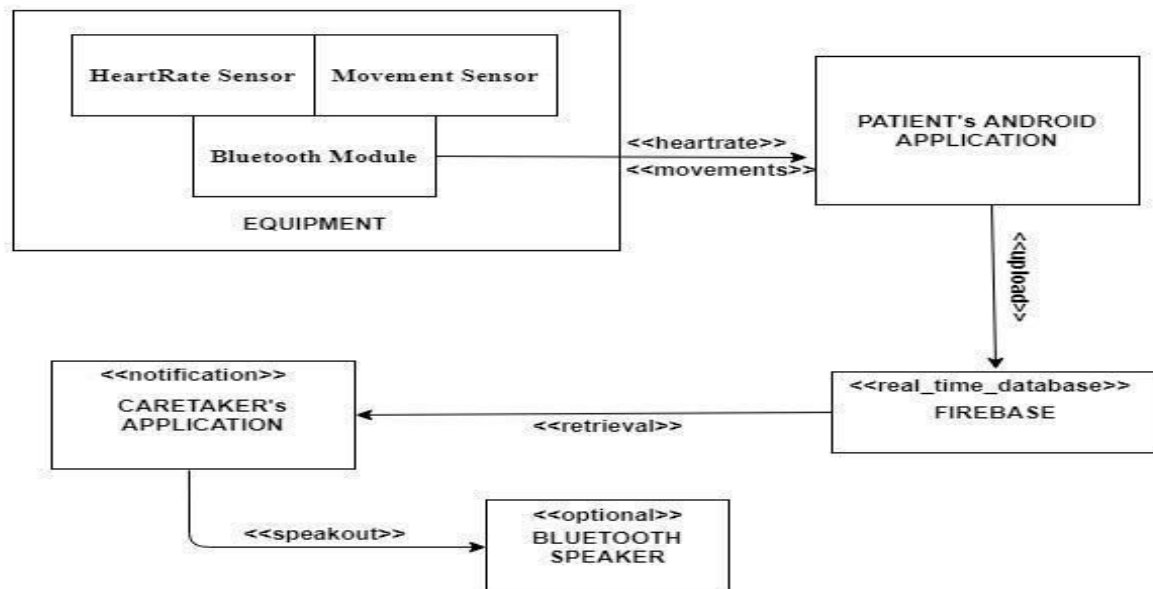 HeartRate Sensor
Movement Sensor
Bluetooth Module
EQUIPMENT
<<heartrate>>
<<movements>>
PATIENT's ANDROID
APPLICATION
<<upload>>
<<real_time_database>>
FIREBASE
<<retrieval>>
<<notification>>
CARETAKER's
APPLICATION
<<speakout>>
<<optional>>
BLUETOOTH
SPEAKER